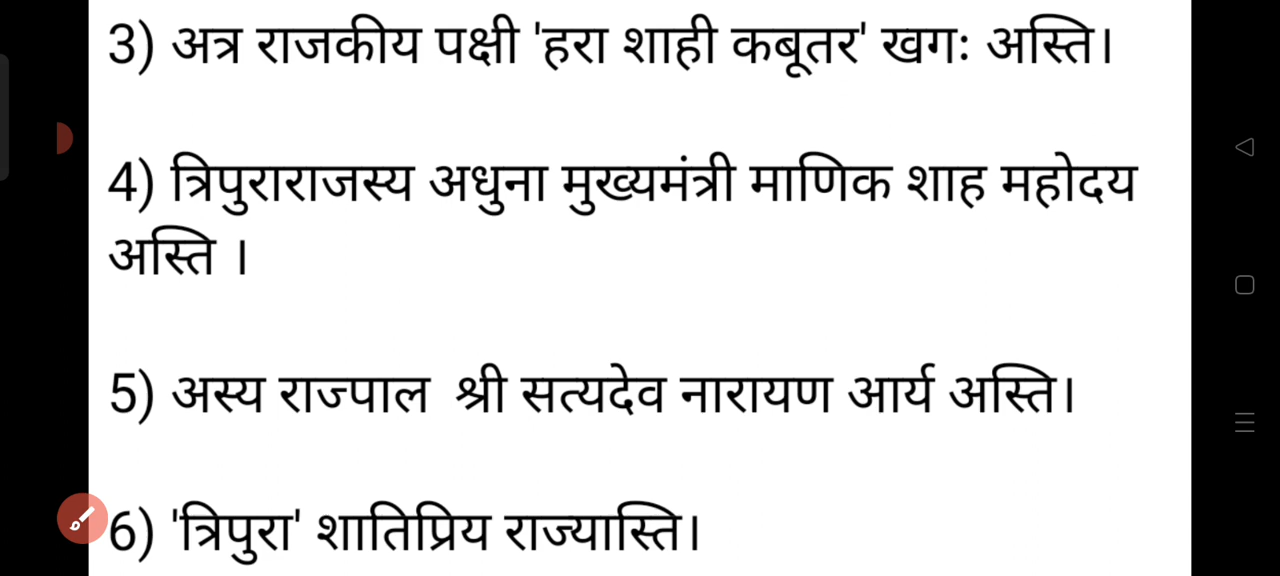 3) अत्र राजकीय पक्षी 'हरा शाही कबूतर' खगः अस्ति।
4) त्रिपुराराजस्य अधुना मुख्यमंत्री माणिक शाह महोदय
अस्ति ।
5) अस्य राज्पाल श्री सत्यदेव नारायण आर्य अस्ति।
6) 'त्रिपुरा' शातिप्रिय राज्यास्ति।